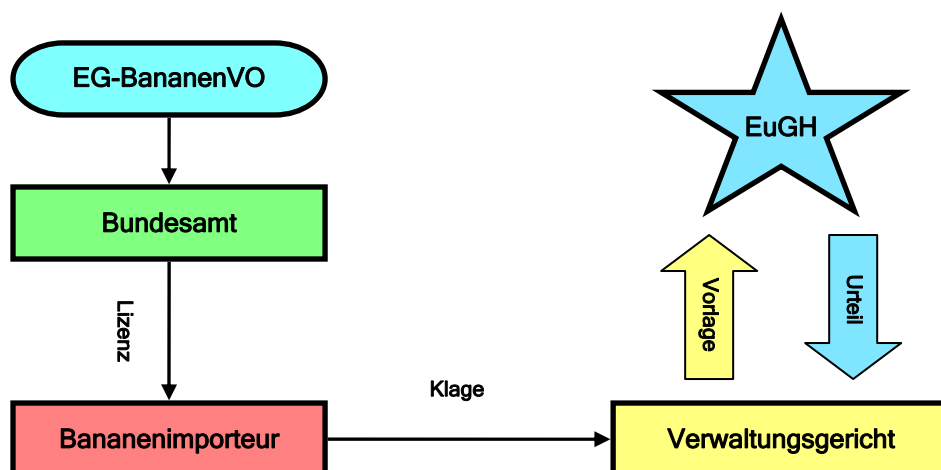 EG-BananenVO
EuGH
Bundesamt
Vorlage
Urteil
Lizenz
Klage
Bananenimporteur
Verwaltungsgericht